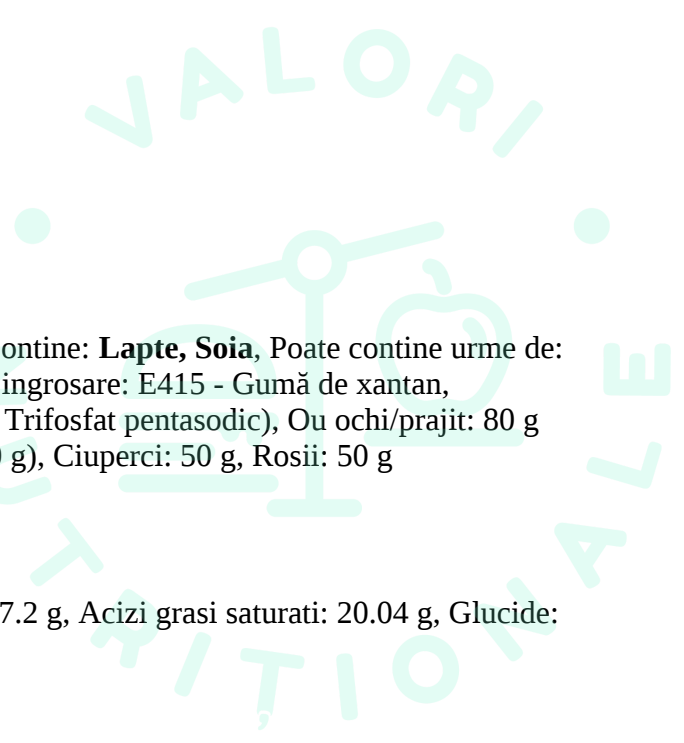 VALORI
ontine: Lapte, Soia, Poate contine urme de:
ingrosare: E415 - Gumă de xantan,
Trifosfat pentasodic), Ou ochi/prajit: 80 g
g), Ciuperci: 50 g, Rosii: 50 g
7.2 g, Acizi grasi saturati: 20.04 g, Glucide:
TRITIONALE